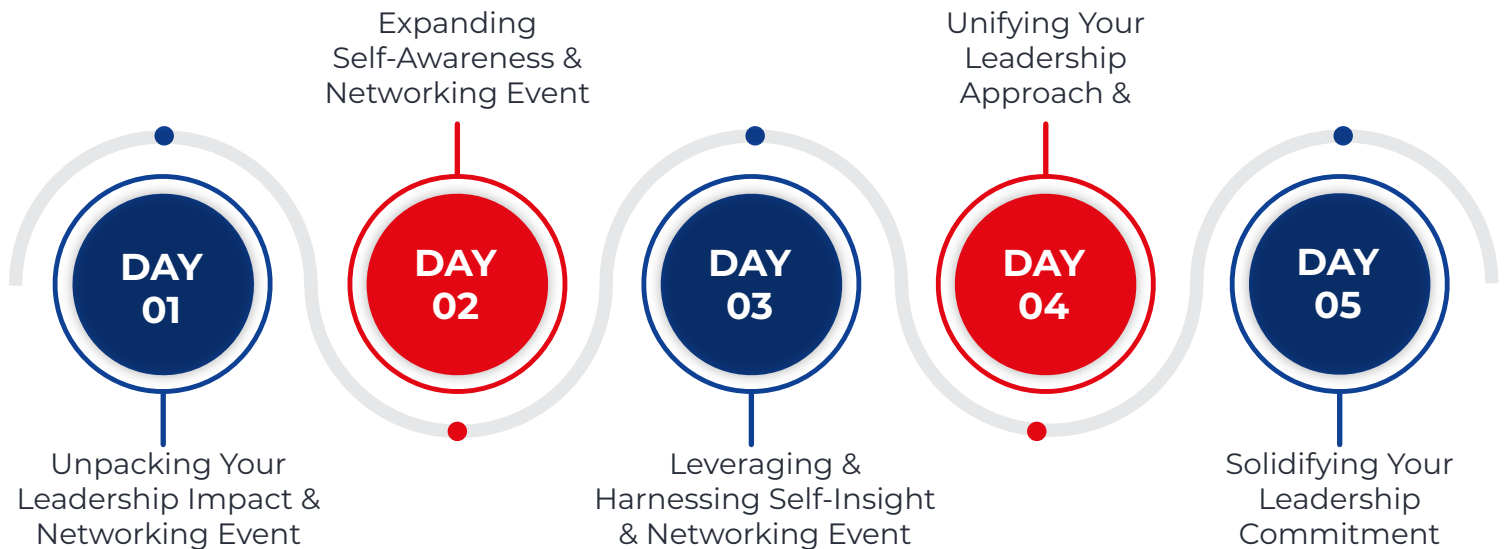 DAY
01
Unpacking Your
Leadership Impact &
Networking Event
Expanding
Self-Awareness &
Networking Event
DAY
02
DAY
03
Leveraging &
Harnessing Self-Insight
& Networking Event
Unifying Your
Leadership
Approach &
DAY
04
DAY
05
Solidifying Your
Leadership
Commitment